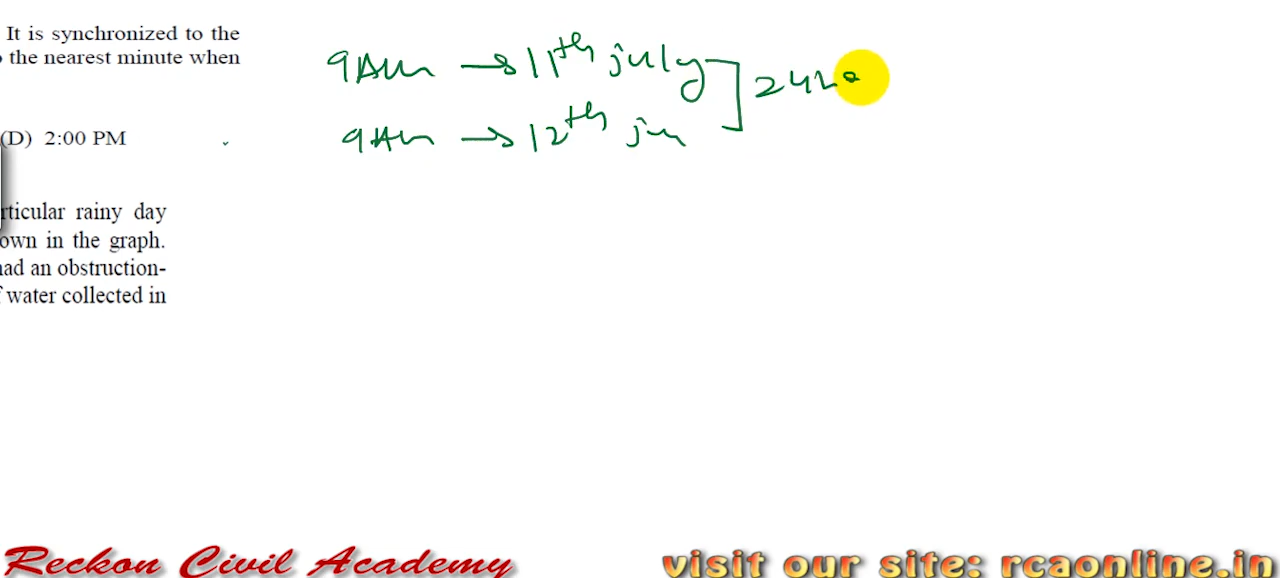 It is synchronized to the
the nearest minute when
9AM → 11th july
24h
9AM → 12th ju
(D) 2:00 PM
rticular rainy day
own in the graph.
had an obstruction-
f water collected in
Reckon Civil Academy
visit our site: rcaonline.in